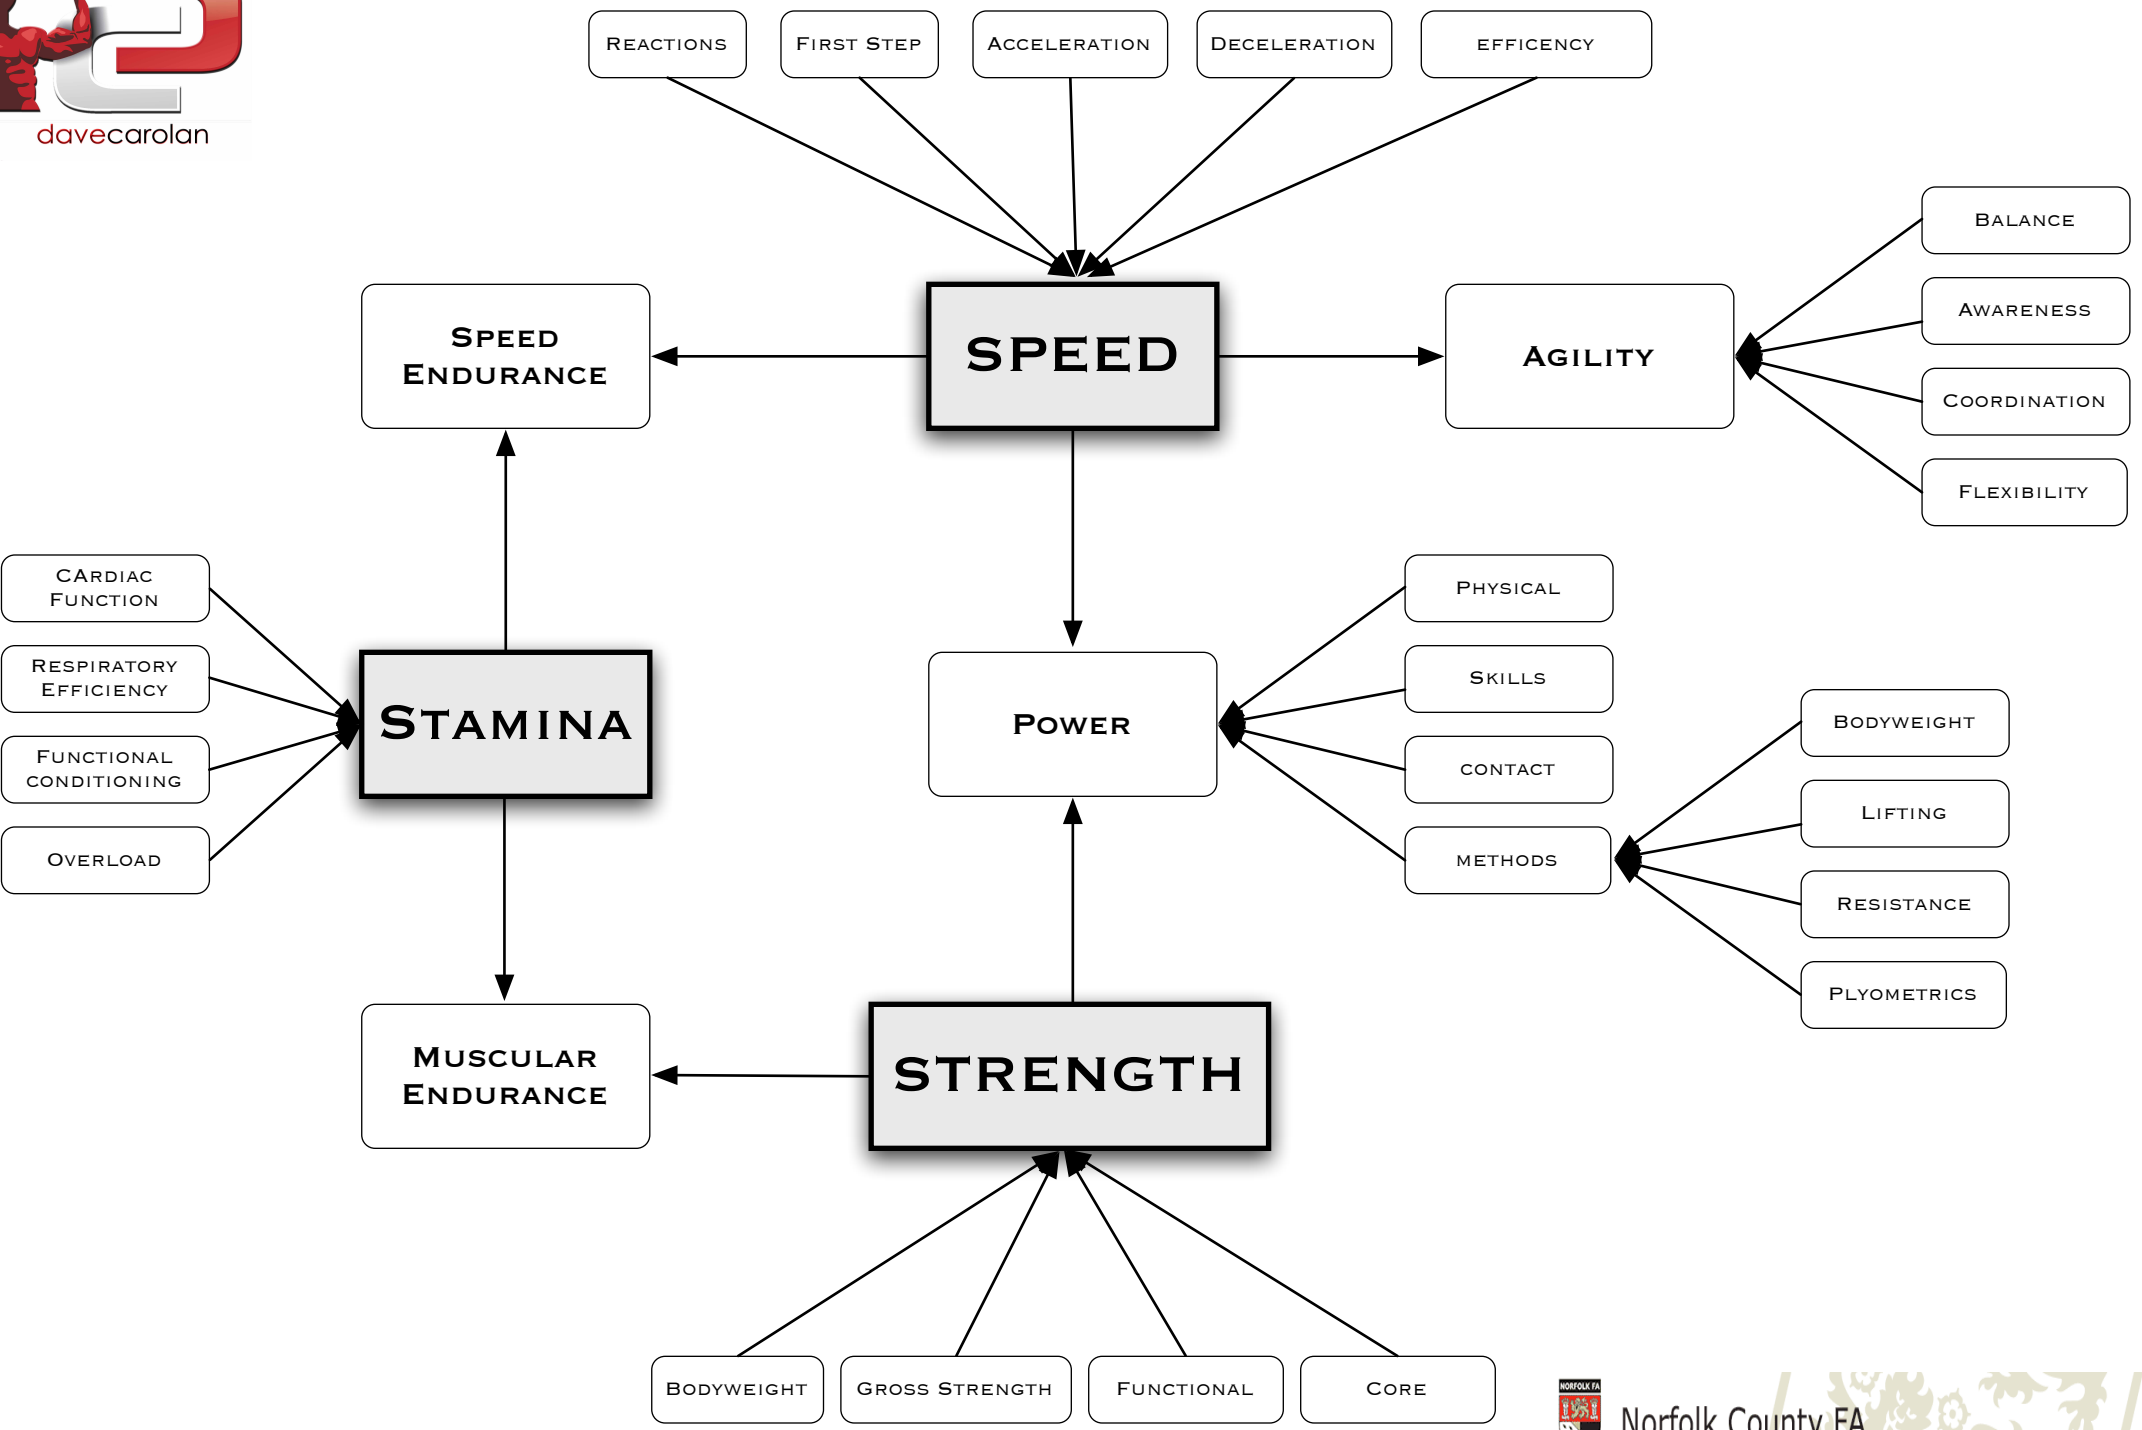 davecarolan
Reactions
First Step
Acceleration
Deceleration
efficency
Speed
Endurance
SPEED
Agility
Balance
Awareness
Coordination
Flexibility
CArdiac
Function
Respiratory
Efficiency
Functional
conditioning
Overload
Stamina
Power
Physical
Skills
contact
methods
Bodyweight
Lifting
Resistance
Plyometrics
Muscular
Endurance
STRENGTH
Bodyweight
Gross Strength
Functional
Core
NORFOLK FA
Norfolk County FA